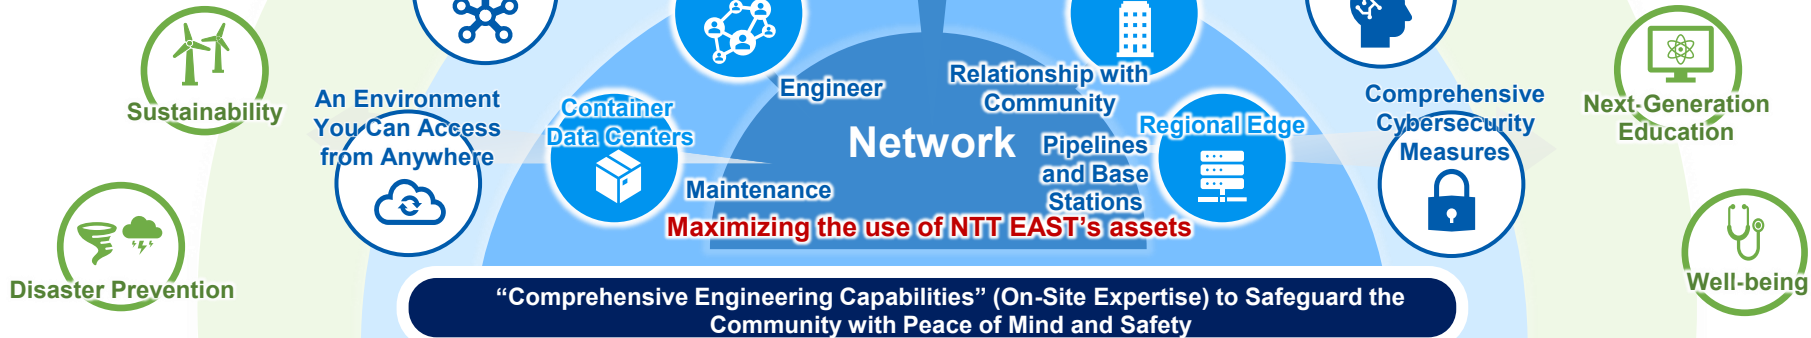 Sustainability
Disaster Prevention
An Environment
You Can Access
from Anywhere
Container
Data Centers
Engineer
Maintenance
Network
Relationship with
Community
Pipelines
and Base
Stations
Regional Edge
Maximizing the use of NTT EAST's assets
Comprehensive
Cybersecurity
Measures
Next-Generation
Education
Well-being
“Comprehensive Engineering Capabilities” (On-Site Expertise) to Safeguard the
Community with Peace of Mind and Safety